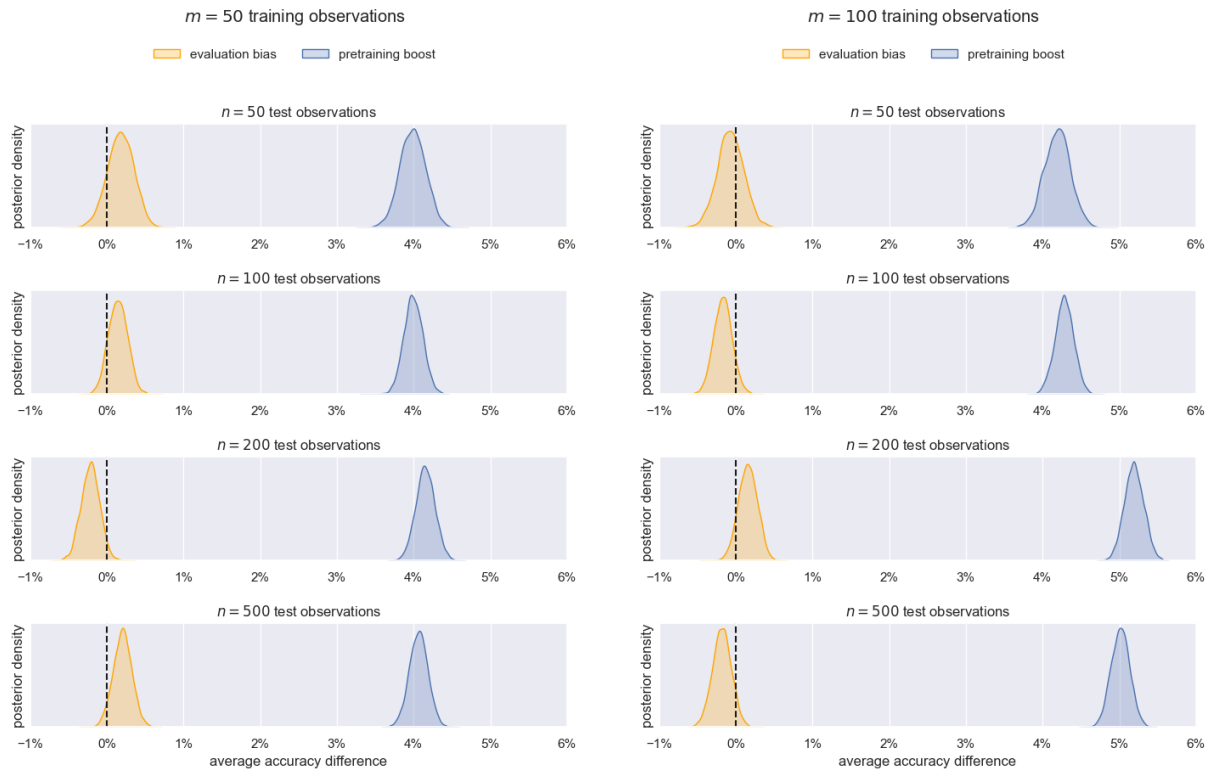 m = 50 training observations
evaluation bias pretraining boost
n = 50 test observations
posterior density
−1% 0% 1% 2% 3% 4% 5% 6%
n = 100 test observations
posterior density
−1% 0% 1% 2% 3% 4% 5% 6%
n = 200 test observations
posterior density
−1% 0% 1% 2% 3% 4% 5% 6%
n = 500 test observations
posterior density
−1% 0% 1% 2% 3% 4% 5% 6%
average accuracy difference
m = 100 training observations
evaluation bias pretraining boost
n = 50 test observations
posterior density
−1% 0% 1% 2% 3% 4% 5% 6%
n = 100 test observations
posterior density
−1% 0% 1% 2% 3% 4% 5% 6%
n = 200 test observations
posterior density
−1% 0% 1% 2% 3% 4% 5% 6%
n = 500 test observations
posterior density
−1% 0% 1% 2% 3% 4% 5% 6%
average accuracy difference